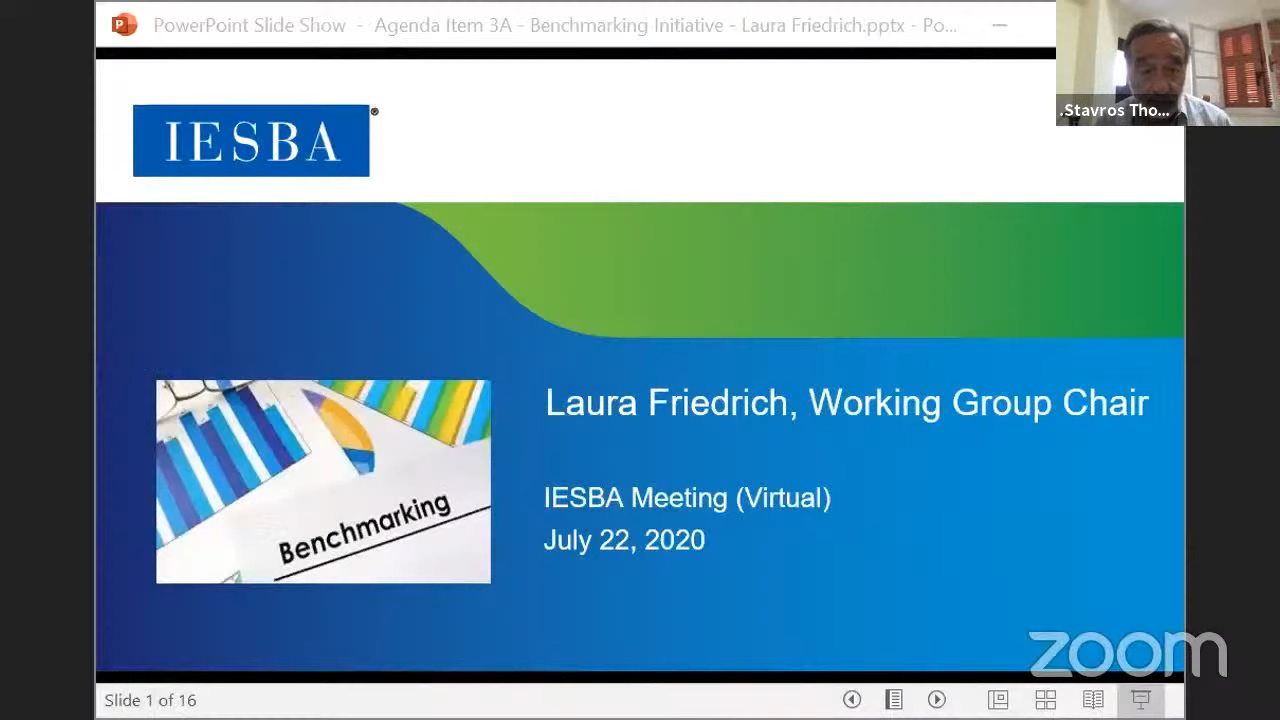 PowerPoint Slide Show - Agenda Item 3A - Benchmarking Initiative - Laura Friedrich.pptx - Po...
.Stavros Tho...
IESBA
Laura Friedrich, Working Group Chair
Benchmarking
IESBA Meeting (Virtual)
July 22, 2020
zoom
Slide 1 of 16